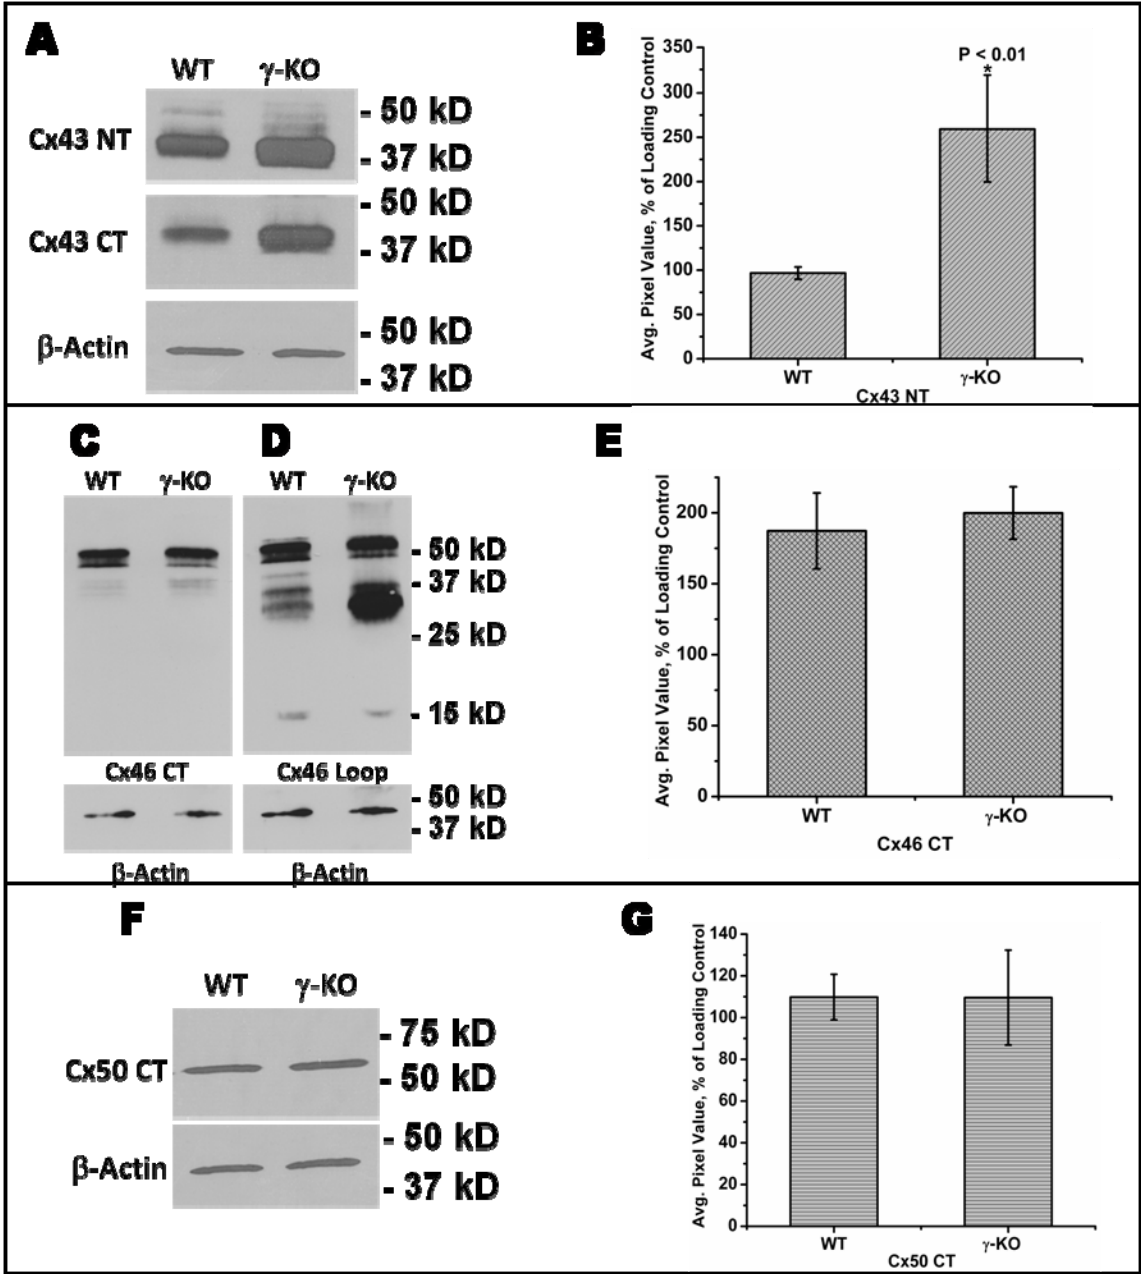 A
WT γ-KO
Cx43 NT
- 50 kD
- 37 kD
Cx43 CT
- 50 kD
- 37 kD
β-Actin
- 50 kD
- 37 kD
B
Avg. Pixel Value, % of Loading Control
350
300
250
200
150
100
50
0
P < 0.01
*
WT γ-KO
Cx43 NT
C D
WT γ-KO WT γ-KO
- 50 kD
- 37 kD
- 25 kD
- 15 kD
Cx46 CT Cx46 Loop
- 50 kD
- 37 kD
β-Actin β-Actin
E
Avg. Pixel Value, % of Loading Control
200
150
100
50
0
WT γ-KO
Cx46 CT
F
WT γ-KO
Cx50 CT
- 75 kD
- 50 kD
β-Actin
- 50 kD
- 37 kD
G
Avg. Pixel Value, % of Loading Control
140
120
100
80
60
40
20
0
WT γ-KO
Cx50 CT